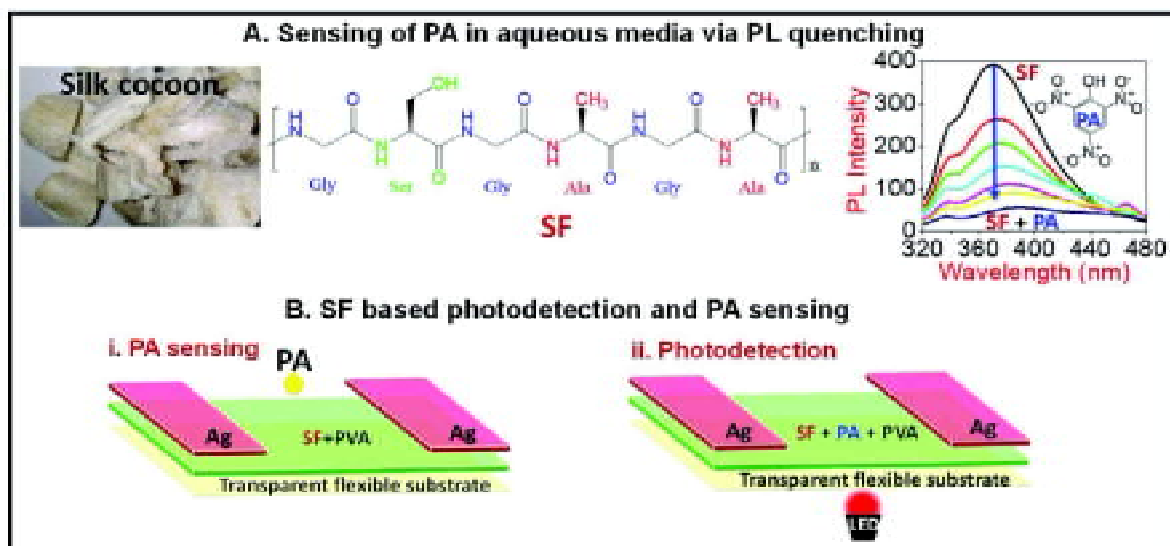 A. Sensing of PA in aqueous media via PL quenching
Silk cocoon
OH
O
O
O
CH₃
CH₃
H
N
N
H
H
N
N
H
H
N
N
H
O
O
O
n
Gly
Ser
Gly
Ala
Gly
Ala
SF
PL Intensity
400
300
200
100
0
SF
O⁻
OH
O⁻
N⁺
N⁺
O
O
PA
N⁺
O
O
SF + PA
320
360
400
440
480
Wavelength (nm)
B. SF based photodetection and PA sensing
i. PA sensing
PA
Ag
SF+PVA
Ag
Transparent flexible substrate
ii. Photodetection
Ag
SF + PA + PVA
Ag
Transparent flexible substrate
LED